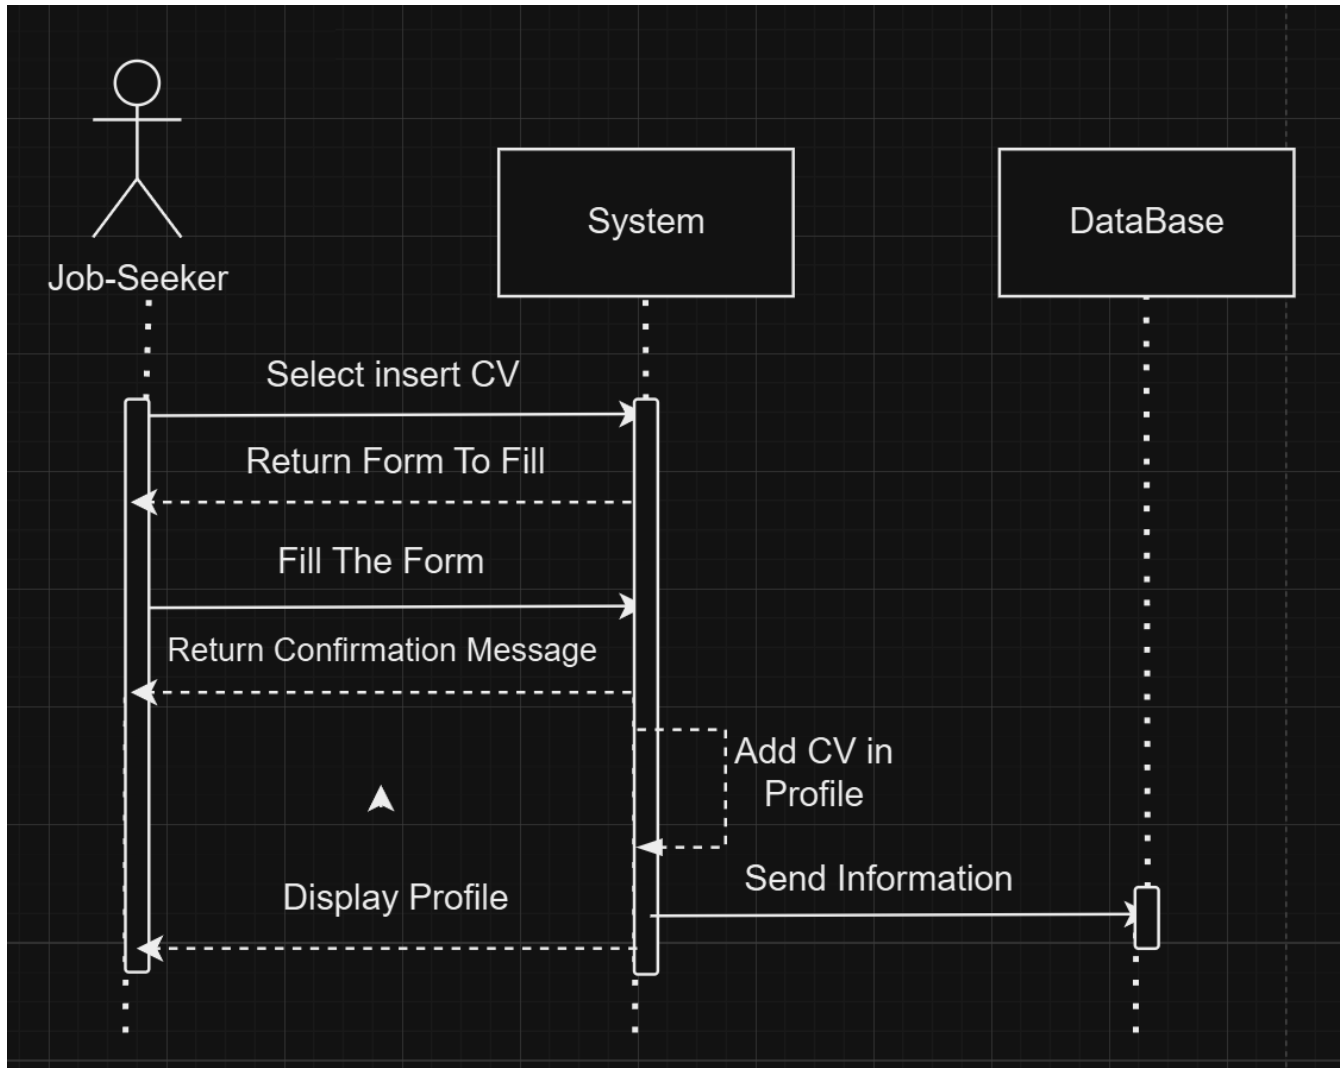 System
DataBase
Job-Seeker
Select insert CV
Return Form To Fill
Fill The Form
Return Confirmation Message
Add CV in
Profile
Send Information
Display Profile